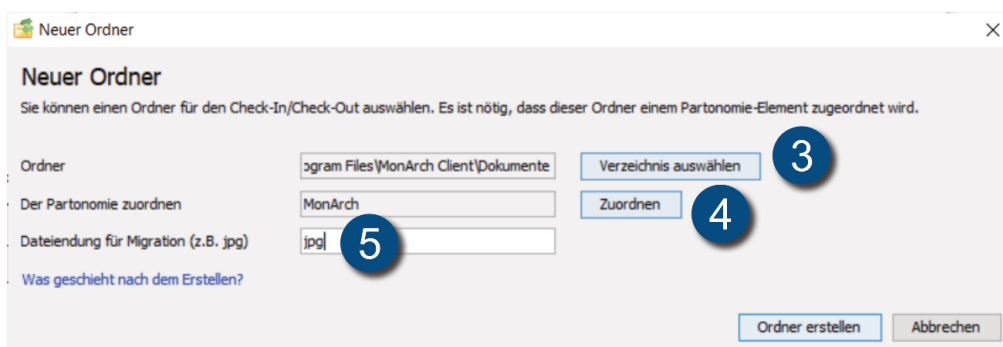 Neuer Ordner
Neuer Ordner
Sie können einen Ordner für den Check-In/Check-Out auswählen. Es ist nötig, dass dieser Ordner einem Partonomie-Element zugeordnet wird.
Ordner ogram Files\MonArch Client\Dokumente Verzeichnis auswählen 3
Der Partonomie zuordnen MonArch Zuordnen 4
Dateiendung für Migration (z.B. jpg) jpg 5
Was geschieht nach dem Erstellen?
Ordner erstellen Abbrechen